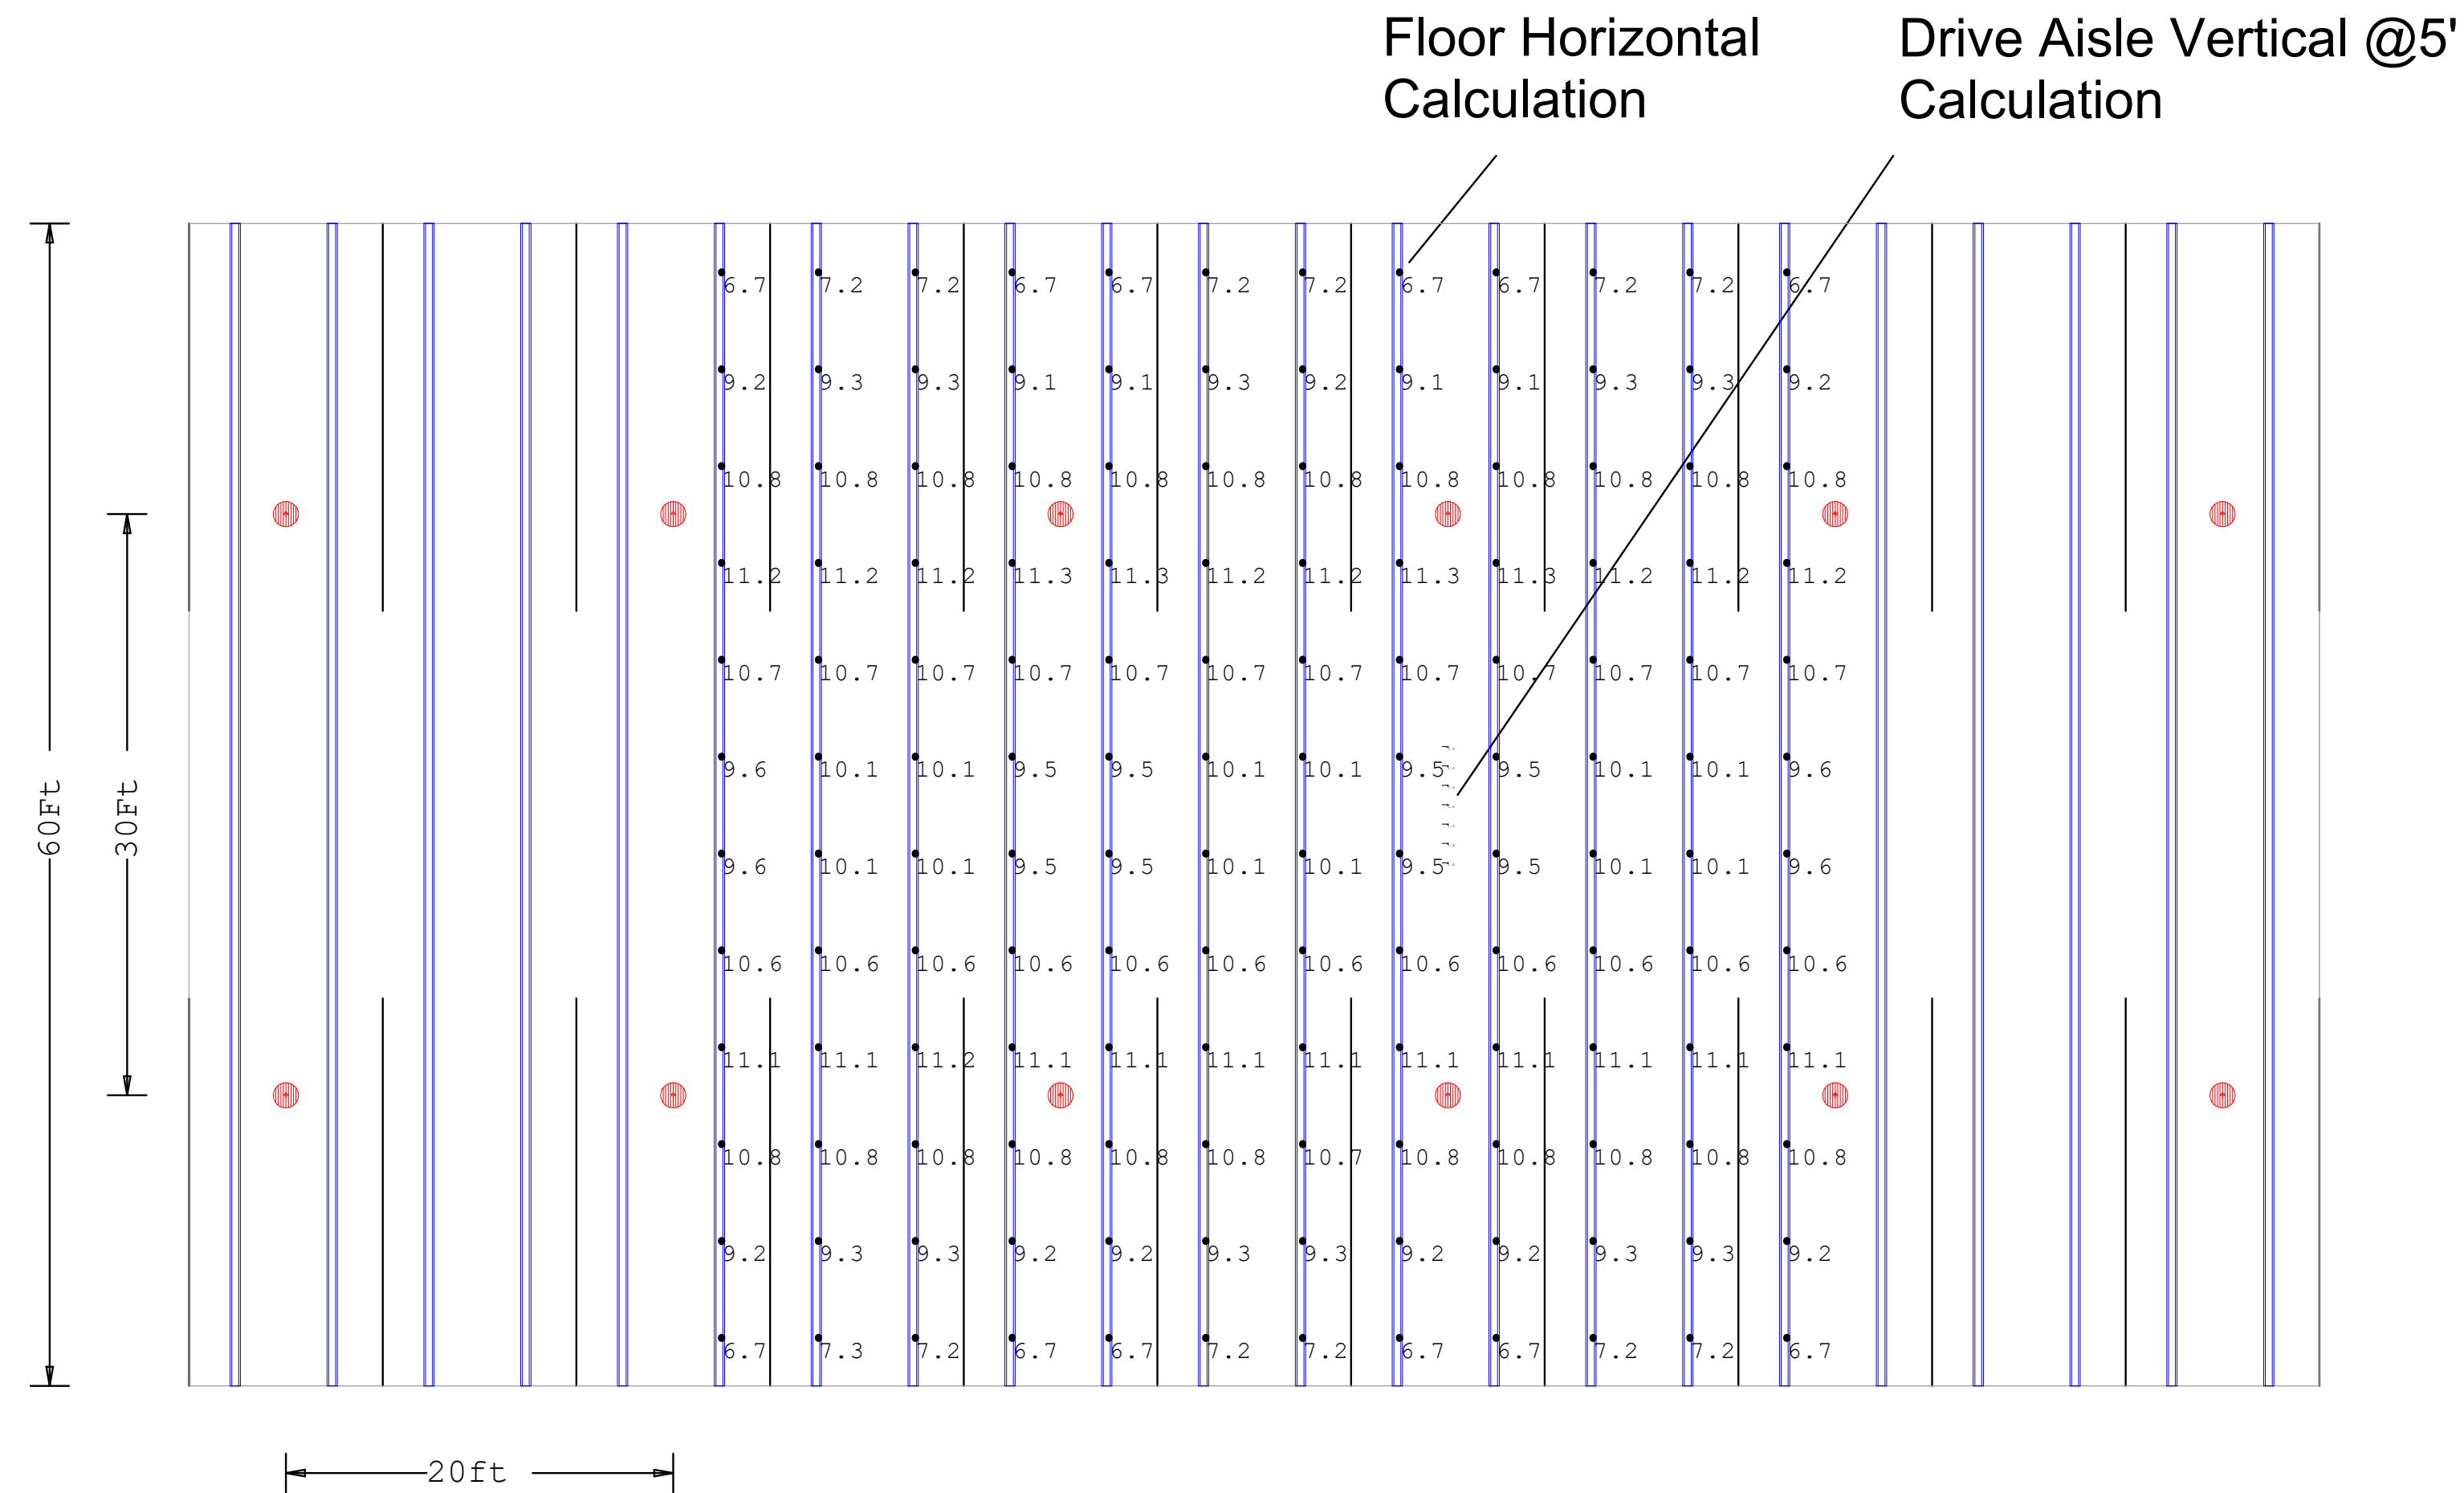 Floor Horizontal
Calculation
Drive Aisle Vertical @5'
Calculation
6.7 7.2 7.2 6.7 6.7 7.2 7.2 6.7 6.7 7.2 7.2 6.7
9.2 9.3 9.3 9.1 9.1 9.3 9.2 9.1 9.1 9.3 9.3 9.2
10.8 10.8 10.8 10.8 10.8 10.8 10.8 10.8 10.8 10.8 10.8 10.8
11.2 11.2 11.2 11.3 11.3 11.2 11.2 11.3 11.3 11.2 11.2 11.2
10.7 10.7 10.7 10.7 10.7 10.7 10.7 10.7 10.7 10.7 10.7 10.7
9.6 10.1 10.1 9.5 9.5 10.1 10.1 9.5 9.5 10.1 10.1 9.6
60Ft
30Ft
9.6 10.1 10.1 9.5 9.5 10.1 10.1 9.5 9.5 10.1 10.1 9.6
10.6 10.6 10.6 10.6 10.6 10.6 10.6 10.6 10.6 10.6 10.6 10.6
11.1 11.1 11.2 11.1 11.1 11.1 11.1 11.1 11.1 11.1 11.1 11.1
10.8 10.8 10.8 10.8 10.8 10.8 10.7 10.8 10.8 10.8 10.8 10.8
9.2 9.3 9.3 9.2 9.2 9.3 9.3 9.2 9.2 9.3 9.3 9.2
6.7 7.3 7.2 6.7 6.7 7.2 7.2 6.7 6.7 7.2 7.2 6.7
20ft